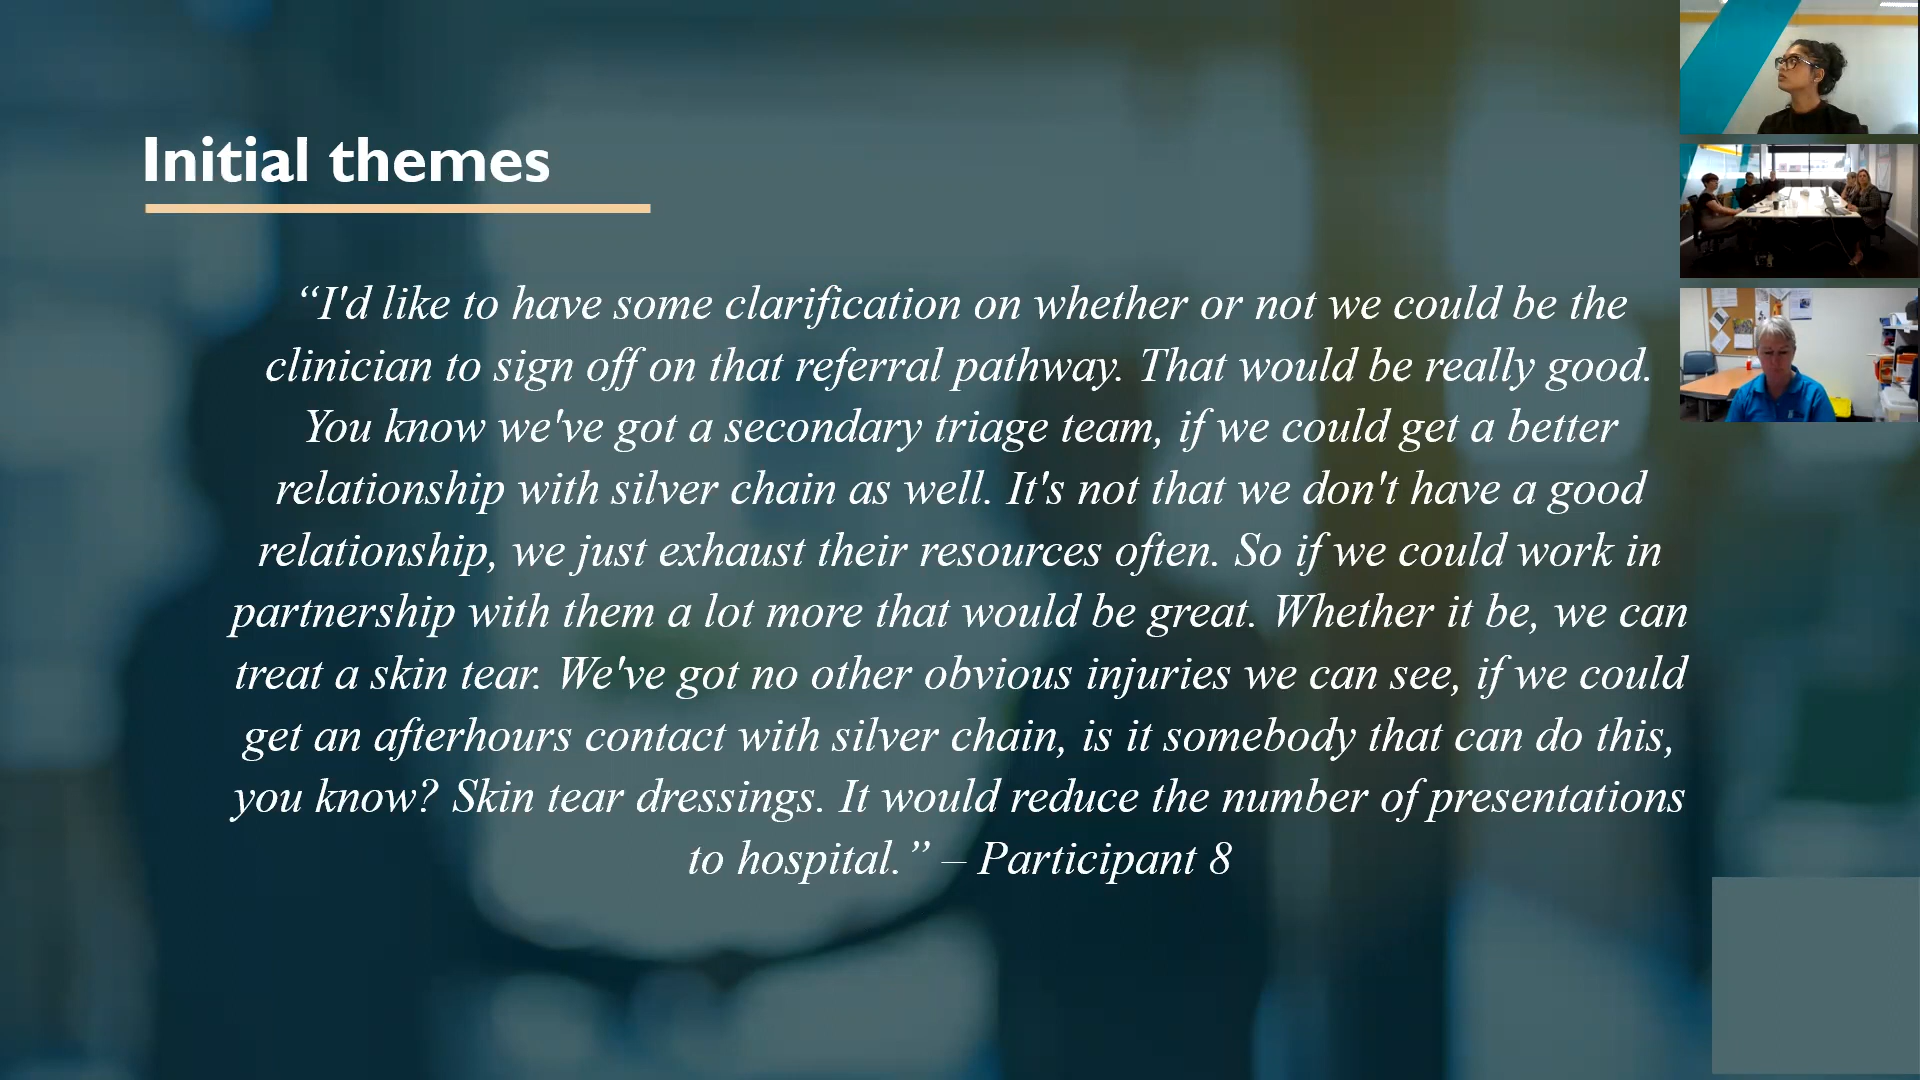 Initial themes
“I'd like to have some clarification on whether or not we could be the
clinician to sign off on that referral pathway. That would be really good.
You know we've got a secondary triage team, if we could get a better
relationship with silver chain as well. It's not that we don't have a good
relationship, we just exhaust their resources often. So if we could work in
partnership with them a lot more that would be great. Whether it be, we can
treat a skin tear. We've got no other obvious injuries we can see, if we could
get an afterhours contact with silver chain, is it somebody that can do this,
you know? Skin tear dressings. It would reduce the number of presentations
to hospital.” – Participant 8